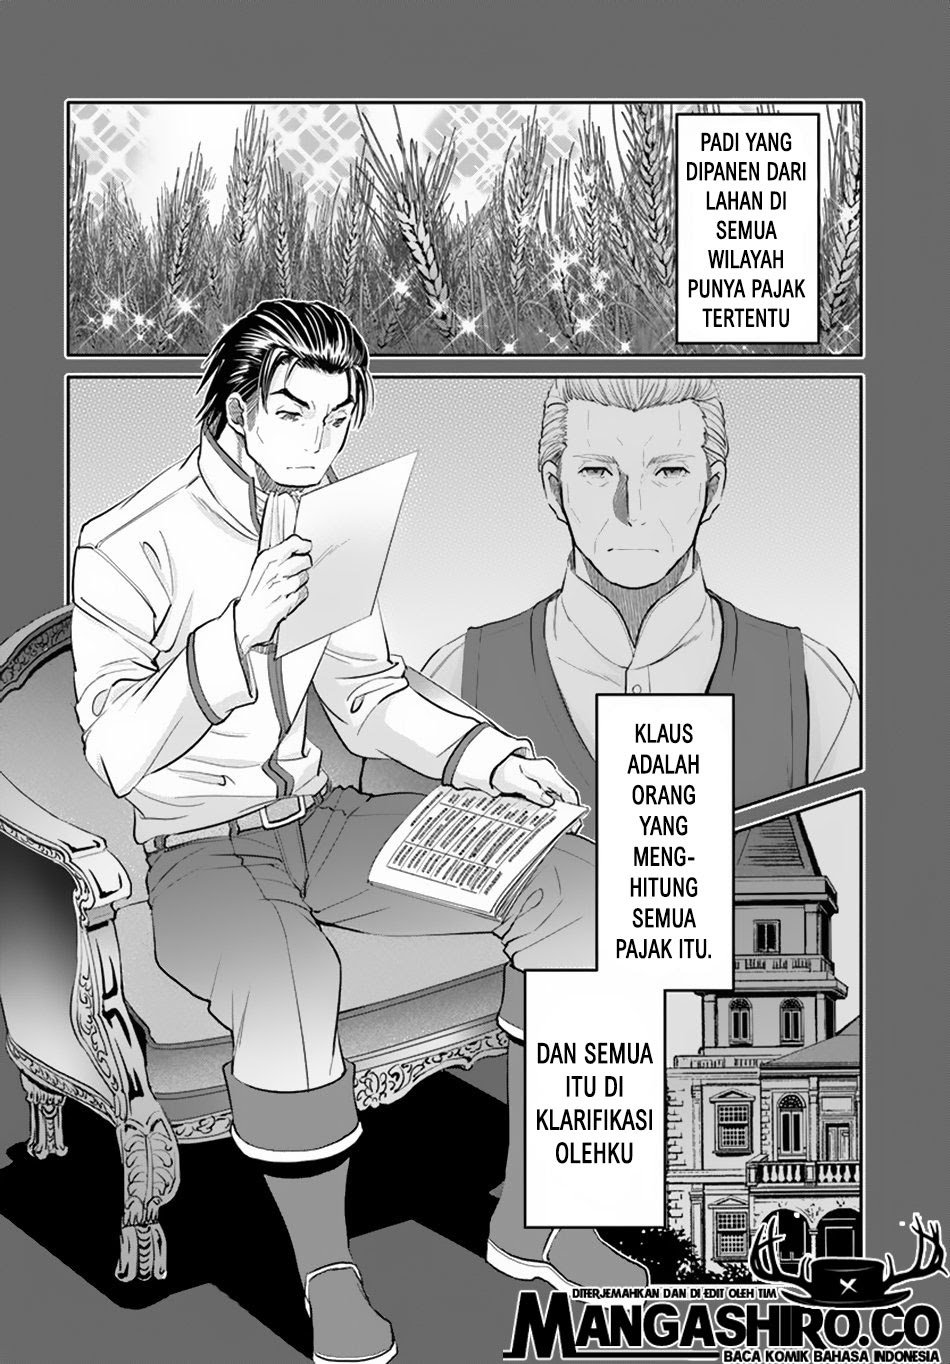 PADI YANG
DIPANEN DARI
LAHAN DI
SEMUA
WILAYAH
PUNYA PAJAK
TERTENTU
KLAUS
ADALAH
ORANG
YANG
MENG-
HITUNG
SEMUA
PAJAK ITU.
DAN SEMUA
ITU DI
KLARIFIKASI
OLEHKU
DITERJEMAHKAN DAN DI EDIT OLEH TIM
MANGASHIRO.CO
BACA KOMIK BAHASA INDONESIA